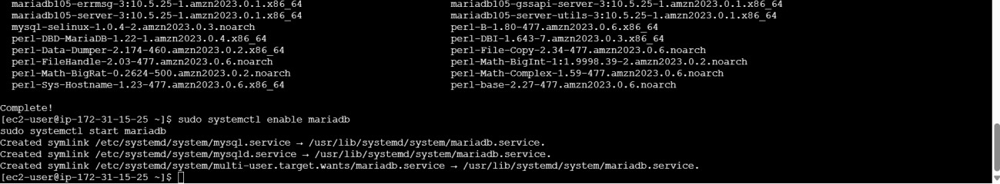 mariadb105-errmsg-3:10.5.25-1.amzn2023.0.1.x86_64 mariadb105-gssapi-server-3:10.5.25-1.amzn2023.0.1.x86_64
mariadb105-server-3:10.5.25-1.amzn2023.0.1.x86_64 mariadb105-server-utils-3:10.5.25-1.amzn2023.0.1.x86_64
mysql-selinux-1.0.4-2.amzn2023.0.3.noarch perl-B-1.80-477.amzn2023.0.6.x86_64
perl-DBD-MariaDB-1.22-1.amzn2023.0.4.x86_64 perl-DBI-1.643-7.amzn2023.0.3.x86_64
perl-Data-Dumper-2.174-460.amzn2023.0.2.x86_64 perl-File-Copy-2.34-477.amzn2023.0.6.noarch
perl-FileHandle-2.03-477.amzn2023.0.6.noarch perl-Math-BigInt-1:1.9998.39-2.amzn2023.0.2.noarch
perl-Math-BigRat-0.2624-500.amzn2023.0.2.noarch perl-Math-Complex-1.59-477.amzn2023.0.6.noarch
perl-Sys-Hostname-1.23-477.amzn2023.0.6.x86_64 perl-base-2.27-477.amzn2023.0.6.noarch
Complete!
[ec2-user@ip-172-31-15-25 ~]$ sudo systemctl enable mariadb
sudo systemctl start mariadb
Created symlink /etc/systemd/system/mysql.service → /usr/lib/systemd/system/mariadb.service.
Created symlink /etc/systemd/system/mysqld.service → /usr/lib/systemd/system/mariadb.service.
Created symlink /etc/systemd/system/multi-user.target.wants/mariadb.service → /usr/lib/systemd/system/mariadb.service.
[ec2-user@ip-172-31-15-25 ~]$